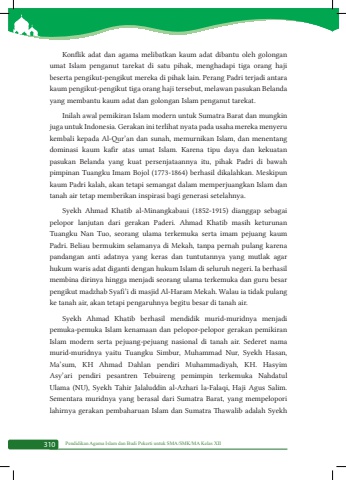 Konflik adat dan agama melibatkan kaum adat dibantu oleh golongan
umat Islam penganut tarekat di satu pihak, menghadapi tiga orang haji
beserta pengikut-pengikut mereka di pihak lain. Perang Padri terjadi antara
kaum pengikut-pengikut tiga orang haji tersebut, melawan pasukan Belanda
yang membantu kaum adat dan golongan Islam penganut tarekat.
Inilah awal pemikiran Islam modern untuk Sumatra Barat dan mungkin
juga untuk Indonesia. Gerakan ini terlihat nyata pada usaha mereka menyeru
kembali kepada Al-Qur'an dan sunah, memurnikan Islam, dan menentang
dominasi kaum kafir atas umat Islam. Karena tipu daya dan kekuatan
pasukan Belanda yang kuat persenjataannya itu, pihak Padri di bawah
pimpinan Tuangku Imam Bojol (1773-1864) berhasil dikalahkan. Meskipun
kaum Padri kalah, akan tetapi semangat dalam memperjuangkan Islam dan
tanah air tetap memberikan inspirasi bagi generasi setelahnya.
Syekh Ahmad Khatib al-Minangkabaui (1852-1915) dianggap sebagai
pelopor lanjutan dari gerakan Paderi. Ahmad Khatib masih keturunan
Tuangku Nan Tuo, seorang ulama terkemuka serta imam pejuang kaum
Padri. Beliau bermukim selamanya di Mekah, tanpa pernah pulang karena
pandangan anti adatnya yang keras dan tuntutannya yang mutlak agar
hukum waris adat diganti dengan hukum Islam di seluruh negeri. Ia berhasil
membina dirinya hingga menjadi seorang ulama terkemuka dan guru besar
pengikut madzhab Syafi'i di masjid Al-Haram Mekah. Walau ia tidak pulang
ke tanah air, akan tetapi pengaruhnya begitu besar di tanah air.
Syekh Ahmad Khatib berhasil mendidik murid-muridnya menjadi
pemuka-pemuka Islam kenamaan dan pelopor-pelopor gerakan pemikiran
Islam modern serta pejuang-pejuang nasional di tanah air. Sederet nama
murid-muridnya yaitu Tuangku Simbur, Muhammad Nur, Syekh Hasan,
Ma'sum, KH Ahmad Dahlan pendiri Muhammadiyah, KH. Hasyim
Asy'ari pendiri pesantren Tebuireng pemimpin terkemuka Nahdatul
Ulama (NU), Syekh Tahir Jalaluddin al-Azhari la-Falaqi, Haji Agus Salim.
Sementara muridnya yang berasal dari Sumatra Barat, yang mempelopori
lahirnya gerakan pembaharuan Islam dan Sumatra Thawalib adalah Syekh
310 Pendidikan Agama Islam dan Budi Pekerti untuk SMA/SMK/MA Kelas XII